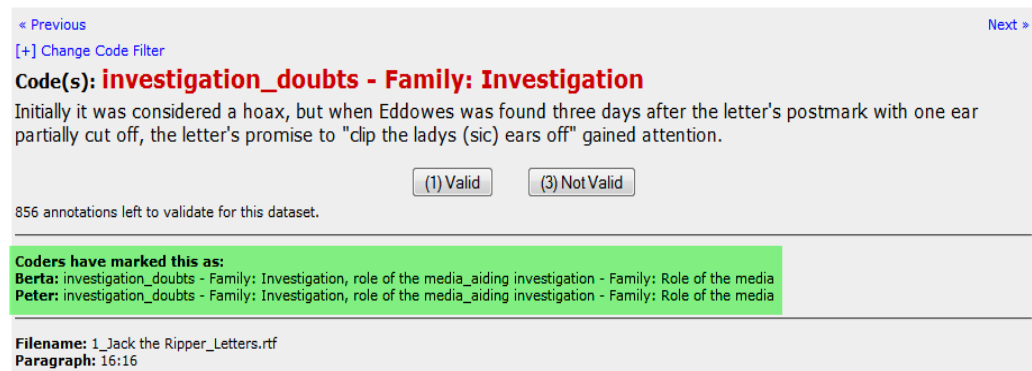 « Previous Next »
[+] Change Code Filter
Code(s): investigation_doubts - Family: Investigation
Initially it was considered a hoax, but when Eddowes was found three days after the letter's postmark with one ear
partially cut off, the letter's promise to "clip the ladys (sic) ears off" gained attention.
(1) Valid (3) Not Valid
856 annotations left to validate for this dataset.
Coders have marked this as:
Berta: investigation_doubts - Family: Investigation, role of the media_aiding investigation - Family: Role of the media
Peter: investigation_doubts - Family: Investigation, role of the media_aiding investigation - Family: Role of the media
Filename: 1_Jack the Ripper_Letters.rtf
Paragraph: 16:16